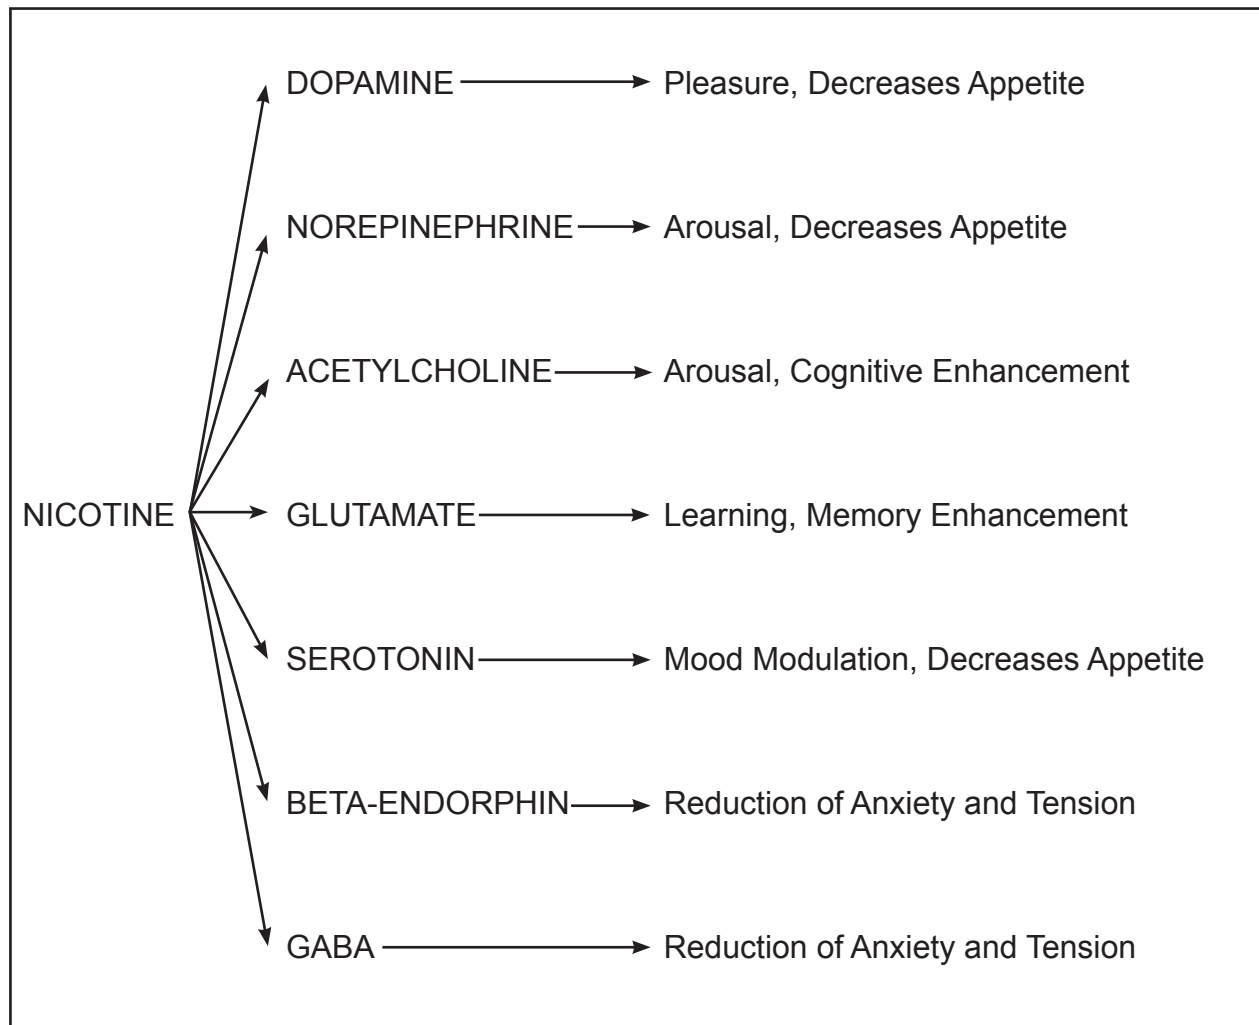 DOPAMINE Pleasure, Decreases Appetite
NOREPINEPHRINE Arousal, Decreases Appetite
ACETYLCHOLINE Arousal, Cognitive Enhancement
NICOTINE GLUTAMATE Learning, Memory Enhancement
SEROTONIN Mood Modulation, Decreases Appetite
BETA-ENDORPHIN Reduction of Anxiety and Tension
GABA Reduction of Anxiety and Tension